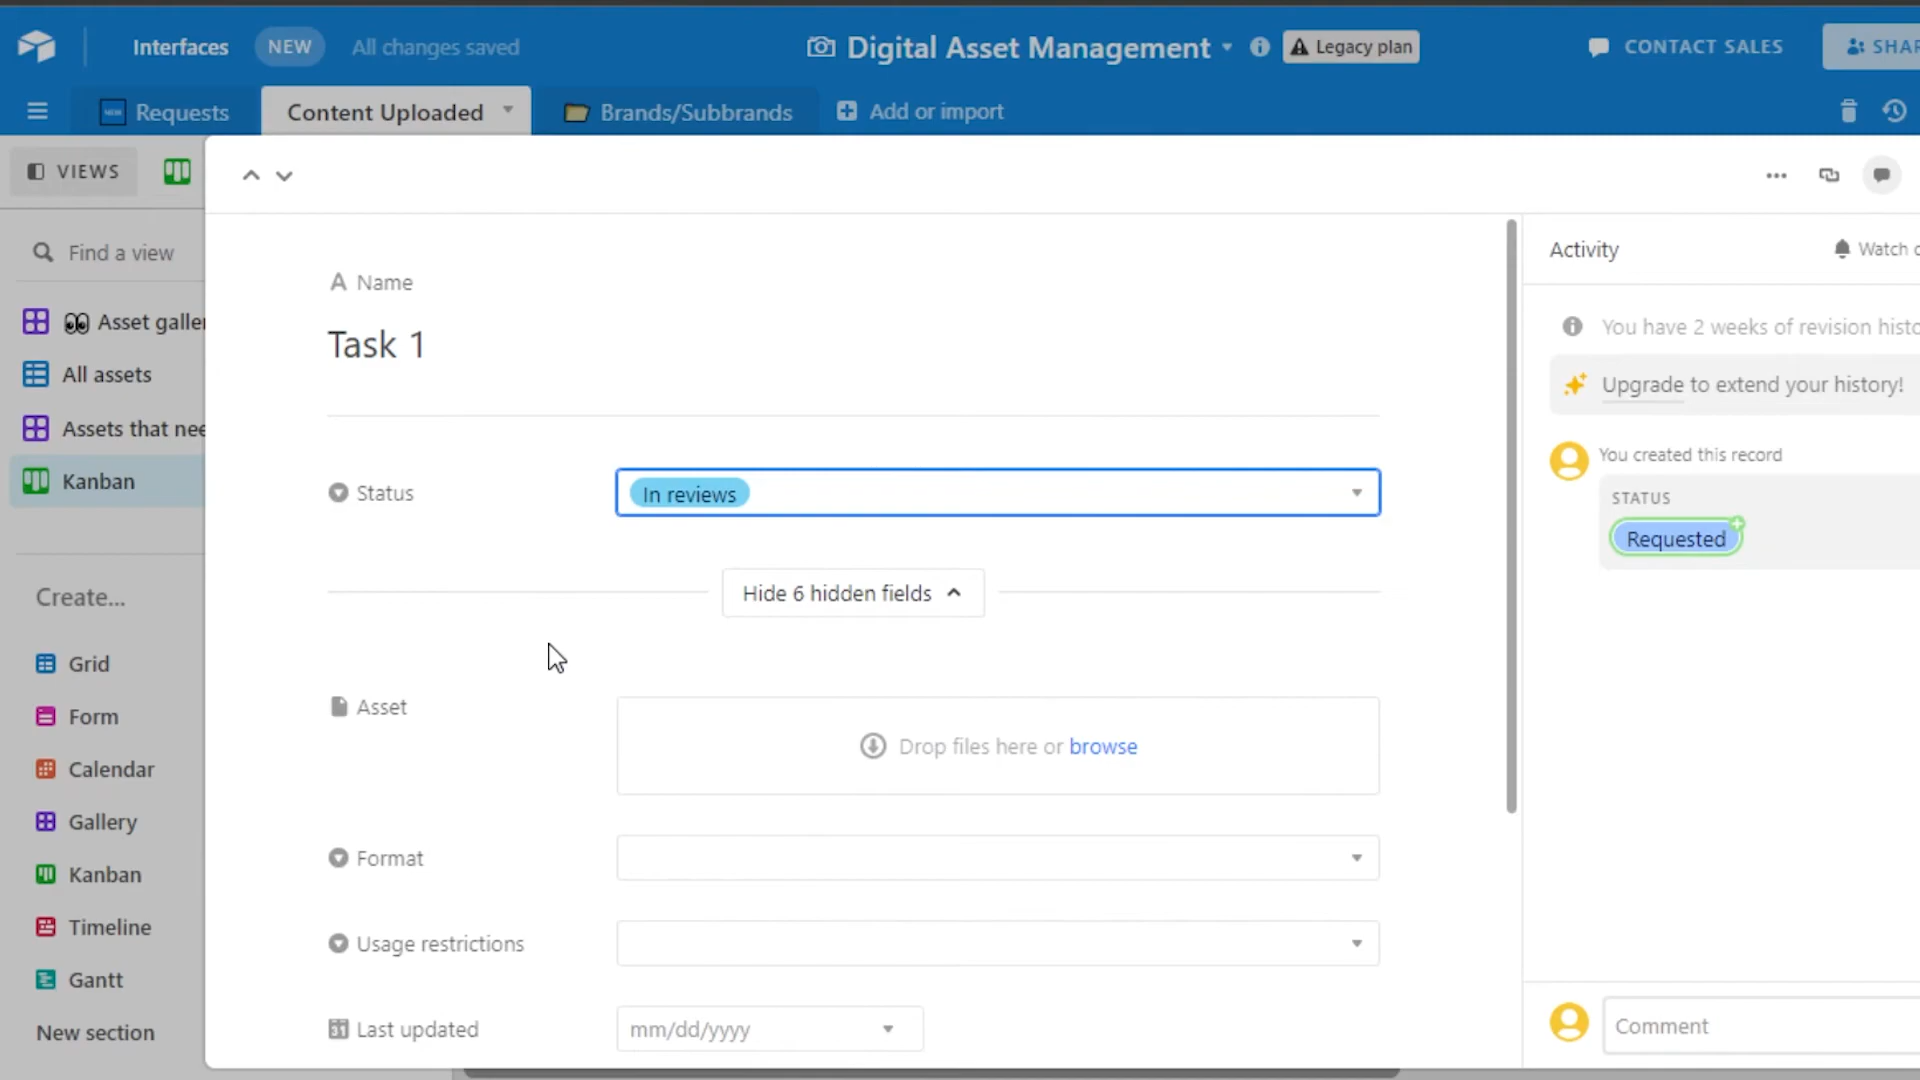 Interfaces
NEW
All changes saved
Digital Asset Management
Legacy plan
CONTACT SALES
Requests
Content Uploaded
Brands/Subbrands
Add or import
VIEWS
Find a view
Asset
All assets
Assets that
Kanban
Create...
Grid
Form
Calendar
Gallery
Kanban
Timeline
Gantt
New section
Name
Task 1
Status
In reviews
Hide 6 hidden fields
Asset
Drop files here or browse
Format
Usage restrictions
Last updated
mm/dd/yyyy
Activity
Watch
You have 2 weeks of revision
Upgrade to extend your history!
You created this record
STATUS
Requested
Comment